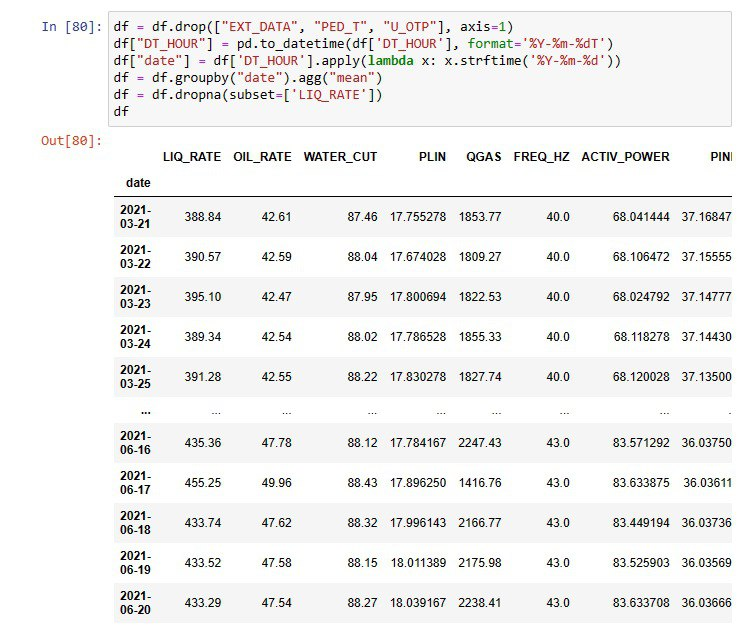 In [80]: df = df.drop(["EXT_DATA", "PED_T", "U_OTP"], axis=1)
df["DT_HOUR"] = pd.to_datetime(df['DT_HOUR'], format='%Y-%m-%dT')
df["date"] = df['DT_HOUR'].apply(lambda x: x.strftime('%Y-%m-%d'))
df = df.groupby("date").agg("mean")
df = df.dropna(subset=['LIQ_RATE'])
df
Out[80]:
LIQ_RATE OIL_RATE WATER_CUT PLIN QGAS FREQ_HZ ACTIV_POWER PIN
date
2021-
03-21 388.84 42.61 87.46 17.755278 1853.77 40.0 68.041444 37.16847
2021-
03-22 390.57 42.59 88.04 17.674028 1809.27 40.0 68.106472 37.15555
2021-
03-23 395.10 42.47 87.95 17.800694 1822.53 40.0 68.024792 37.14777
2021-
03-24 389.34 42.54 88.02 17.786528 1855.33 40.0 68.118278 37.14430
2021-
03-25 391.28 42.55 88.22 17.830278 1827.74 40.0 68.120028 37.13500
... ... ... ... ... ... ... ... .
2021-
06-16 435.36 47.78 88.12 17.784167 2247.43 43.0 83.571292 36.03750
2021-
06-17 455.25 49.96 88.43 17.896250 1416.76 43.0 83.633875 36.03611
2021-
06-18 433.74 47.62 88.32 17.996143 2166.77 43.0 83.449194 36.03736
2021-
06-19 433.52 47.58 88.15 18.011389 2175.98 43.0 83.525903 36.03569
2021-
06-20 433.29 47.54 88.27 18.039167 2238.41 43.0 83.633708 36.03666